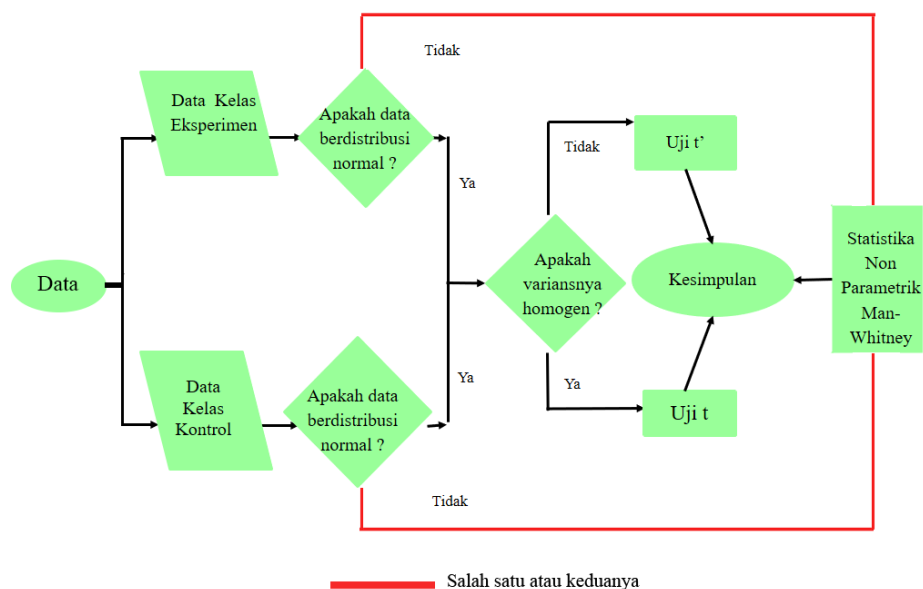 Tidak
Data Kelas
Eksperimen
Apakah data
berdistribusi
normal ?
Ya
Tidak
Uji t’
Data
Apakah
variansnya
homogen ?
Kesimpulan
Statistika
Non
Parametrik
Man-
Whitney
Data
Kelas
Kontrol
Apakah data
berdistribusi
normal ?
Ya
Ya
Uji t
Tidak
Salah satu atau keduanya